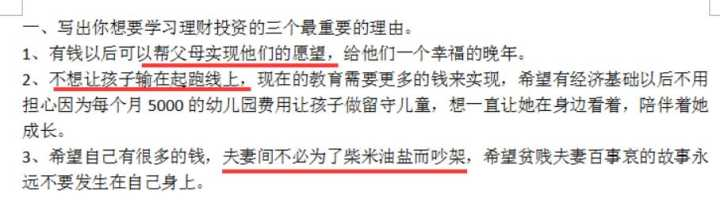 一、写出你想要学习理财投资的三个最重要的理由。
1、有钱以后可以帮父母实现他们的愿望，给他们一个幸福的晚年。
2、不想让孩子输在起跑线上，现在的教育需要更多的钱来实现，希望有经济基础以后不用
担心因为每个月 5000 的幼儿园费用让孩子做留守儿童，想一直让她在身边看着，陪伴着她
成长。
3、希望自己有很多的钱，夫妻间不必为了柴米油盐而吵架，希望贫贱夫妻百事哀的故事永
远不要发生在自己身上。